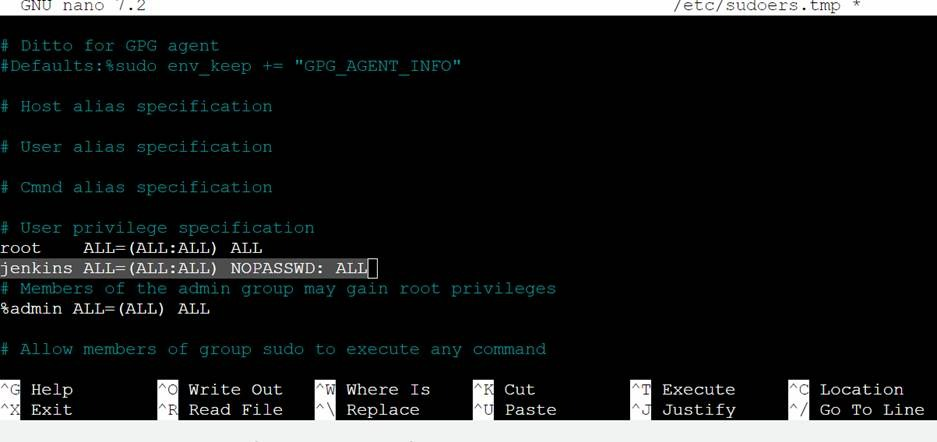 GNU nano 7.2 /etc/sudoers.tmp *
# Ditto for GPG agent
#Defaults:%sudo env_keep += "GPG_AGENT_INFO"
# Host alias specification
# User alias specification
# Cmnd alias specification
# User privilege specification
root    ALL=(ALL:ALL) ALL
jenkins ALL=(ALL:ALL) NOPASSWD: ALL
# Members of the admin group may gain root privileges
%admin ALL=(ALL) ALL
# Allow members of group sudo to execute any command
^G Help ^O Write Out ^W Where Is ^K Cut ^T Execute ^C Location
^X Exit ^R Read File ^\ Replace ^U Paste ^J Justify ^/ Go To Line